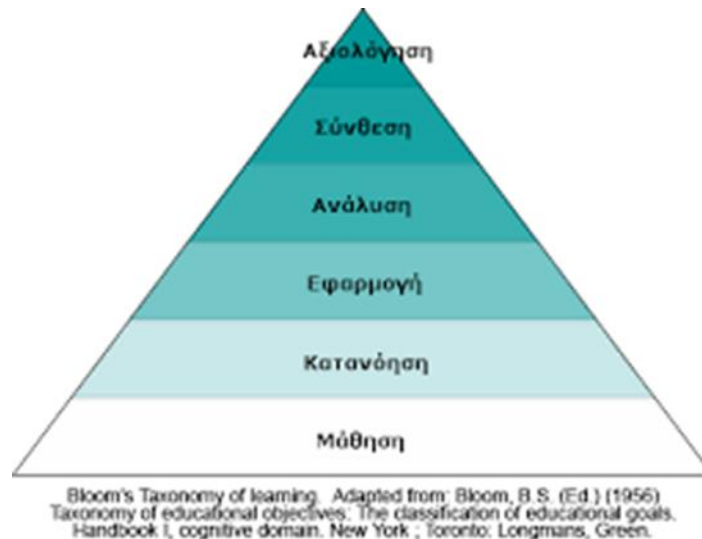 Αξιολόγηση
Σύνθεση
Ανάλυση
Εφαρμογή
Κατανόηση
Μάθηση
Bloom's Taxonomy of learning. Adapted from: Bloom, B.S. (Ed.) (1956)
Taxonomy of educational objectives: The classification of educational goals.
Handbook I, cognitive domain. New York ; Toronto: Longmans, Green.